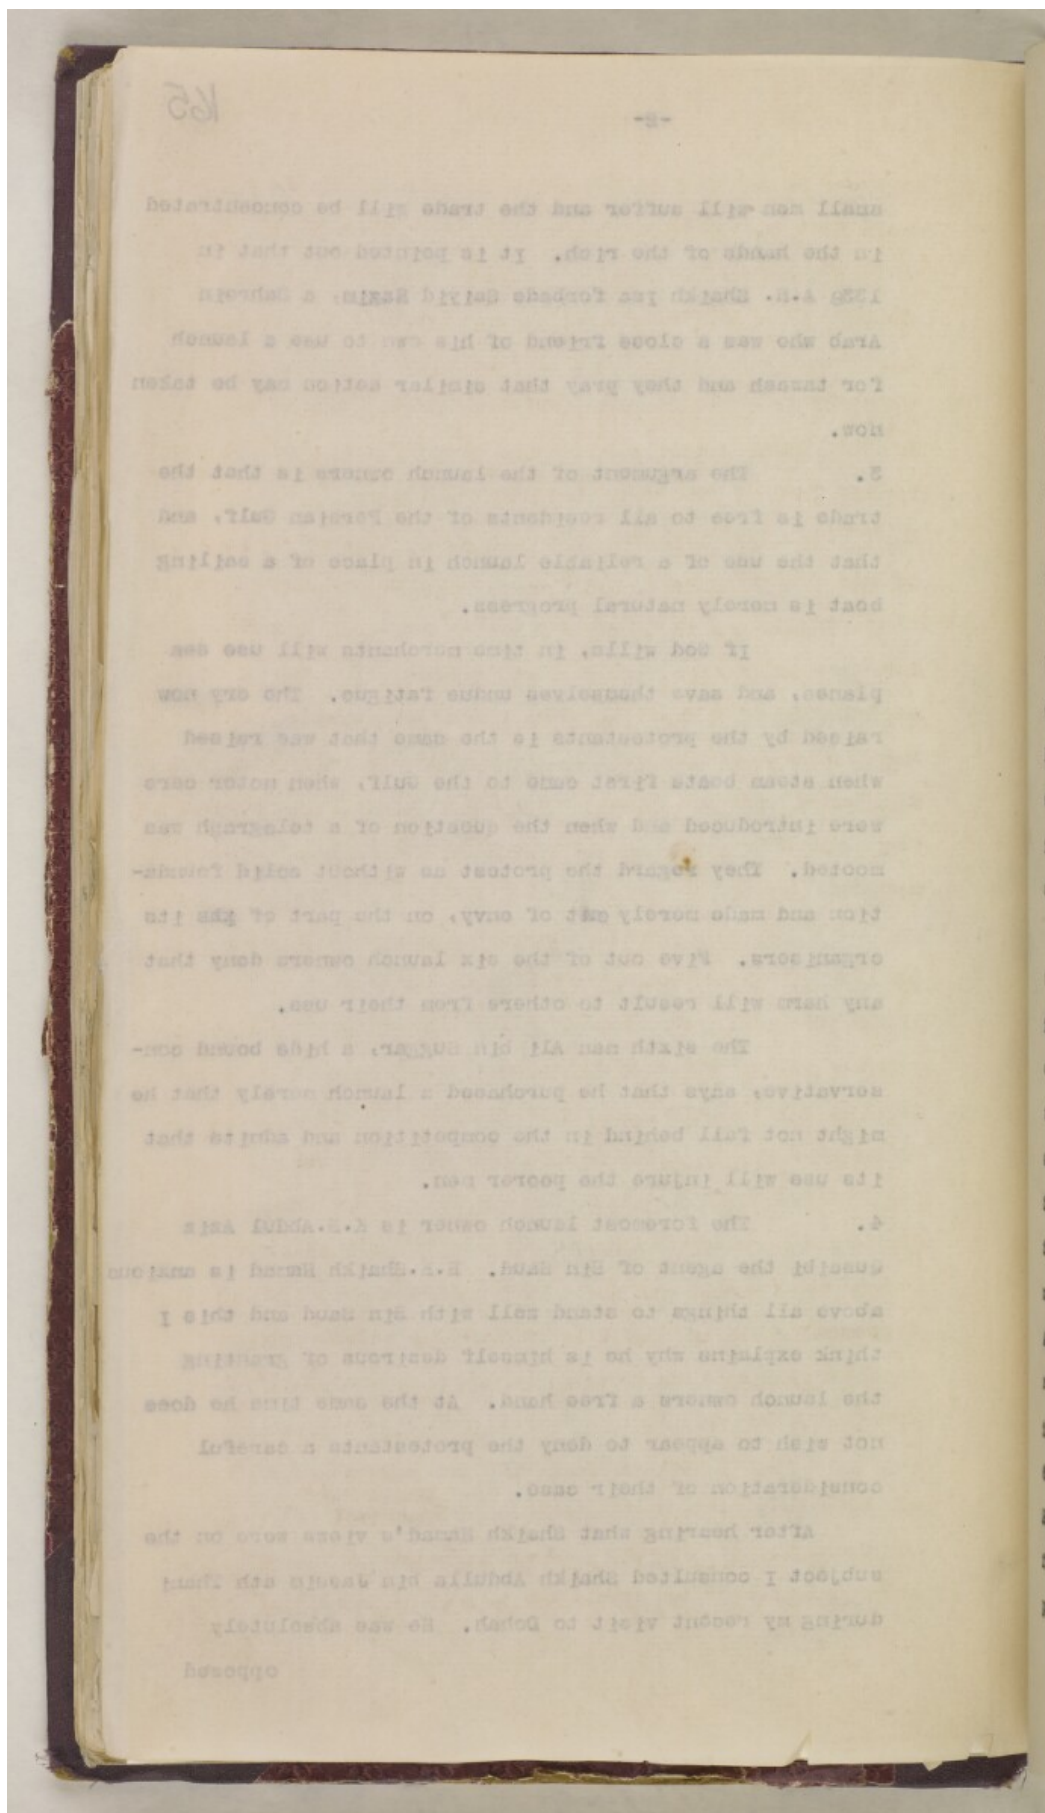 165
-2-
small men will suffer and the trade will be concentrated
in the hands of the rich. It is pointed out that in
A.H. Shaikh Isa forbade Saiyid a Bahrein
Arab who was a close friend of his own to use a launch
for tawash and they pray that similar action may be taken
now.
3. The argument of the launch owners is that the
trade is free to all residents of the Persian Gulf, and
that the use of a reliable launch in place of a sailing
boat is merely natural progress.
If God wills, in time merchants will use sea
planes, and save themselves undue fatigue. The cry now
raised by the protestants is the same that was raised
when steam boats first came to the Gulf, when motor cars
were introduced and when the question of a telegraph was
mooted. They regard the protest as without solid founda-
tion and made merely out of envy, on the part of its
organisers. Five out of the six launch owners deny that
any harm will result to others from their use.
The sixth man Ali bin a hide bound con-
servative, says that he purchased a launch merely that he
might not fall behind in the competition and admits that
its use will injure the poorer men.
4. The foremost launch owner is K.S.Abdul Aziz
Qusaibi the agent of Bin Saud. H.E.Shaikh Hamad is anxious
above all things to stand well with Bin Saud and this I
think explains why he is himself desirous of granting
the launch owners a free hand. At the same time he does
not wish to appear to deny the protestants a careful
consideration of their case.
After hearing what Shaikh Hamad's views were on the
subject I consulted Shaikh Abdulla bin Jassim ath Thani
during my recent visit to Dohah. He was absolutely
opposed